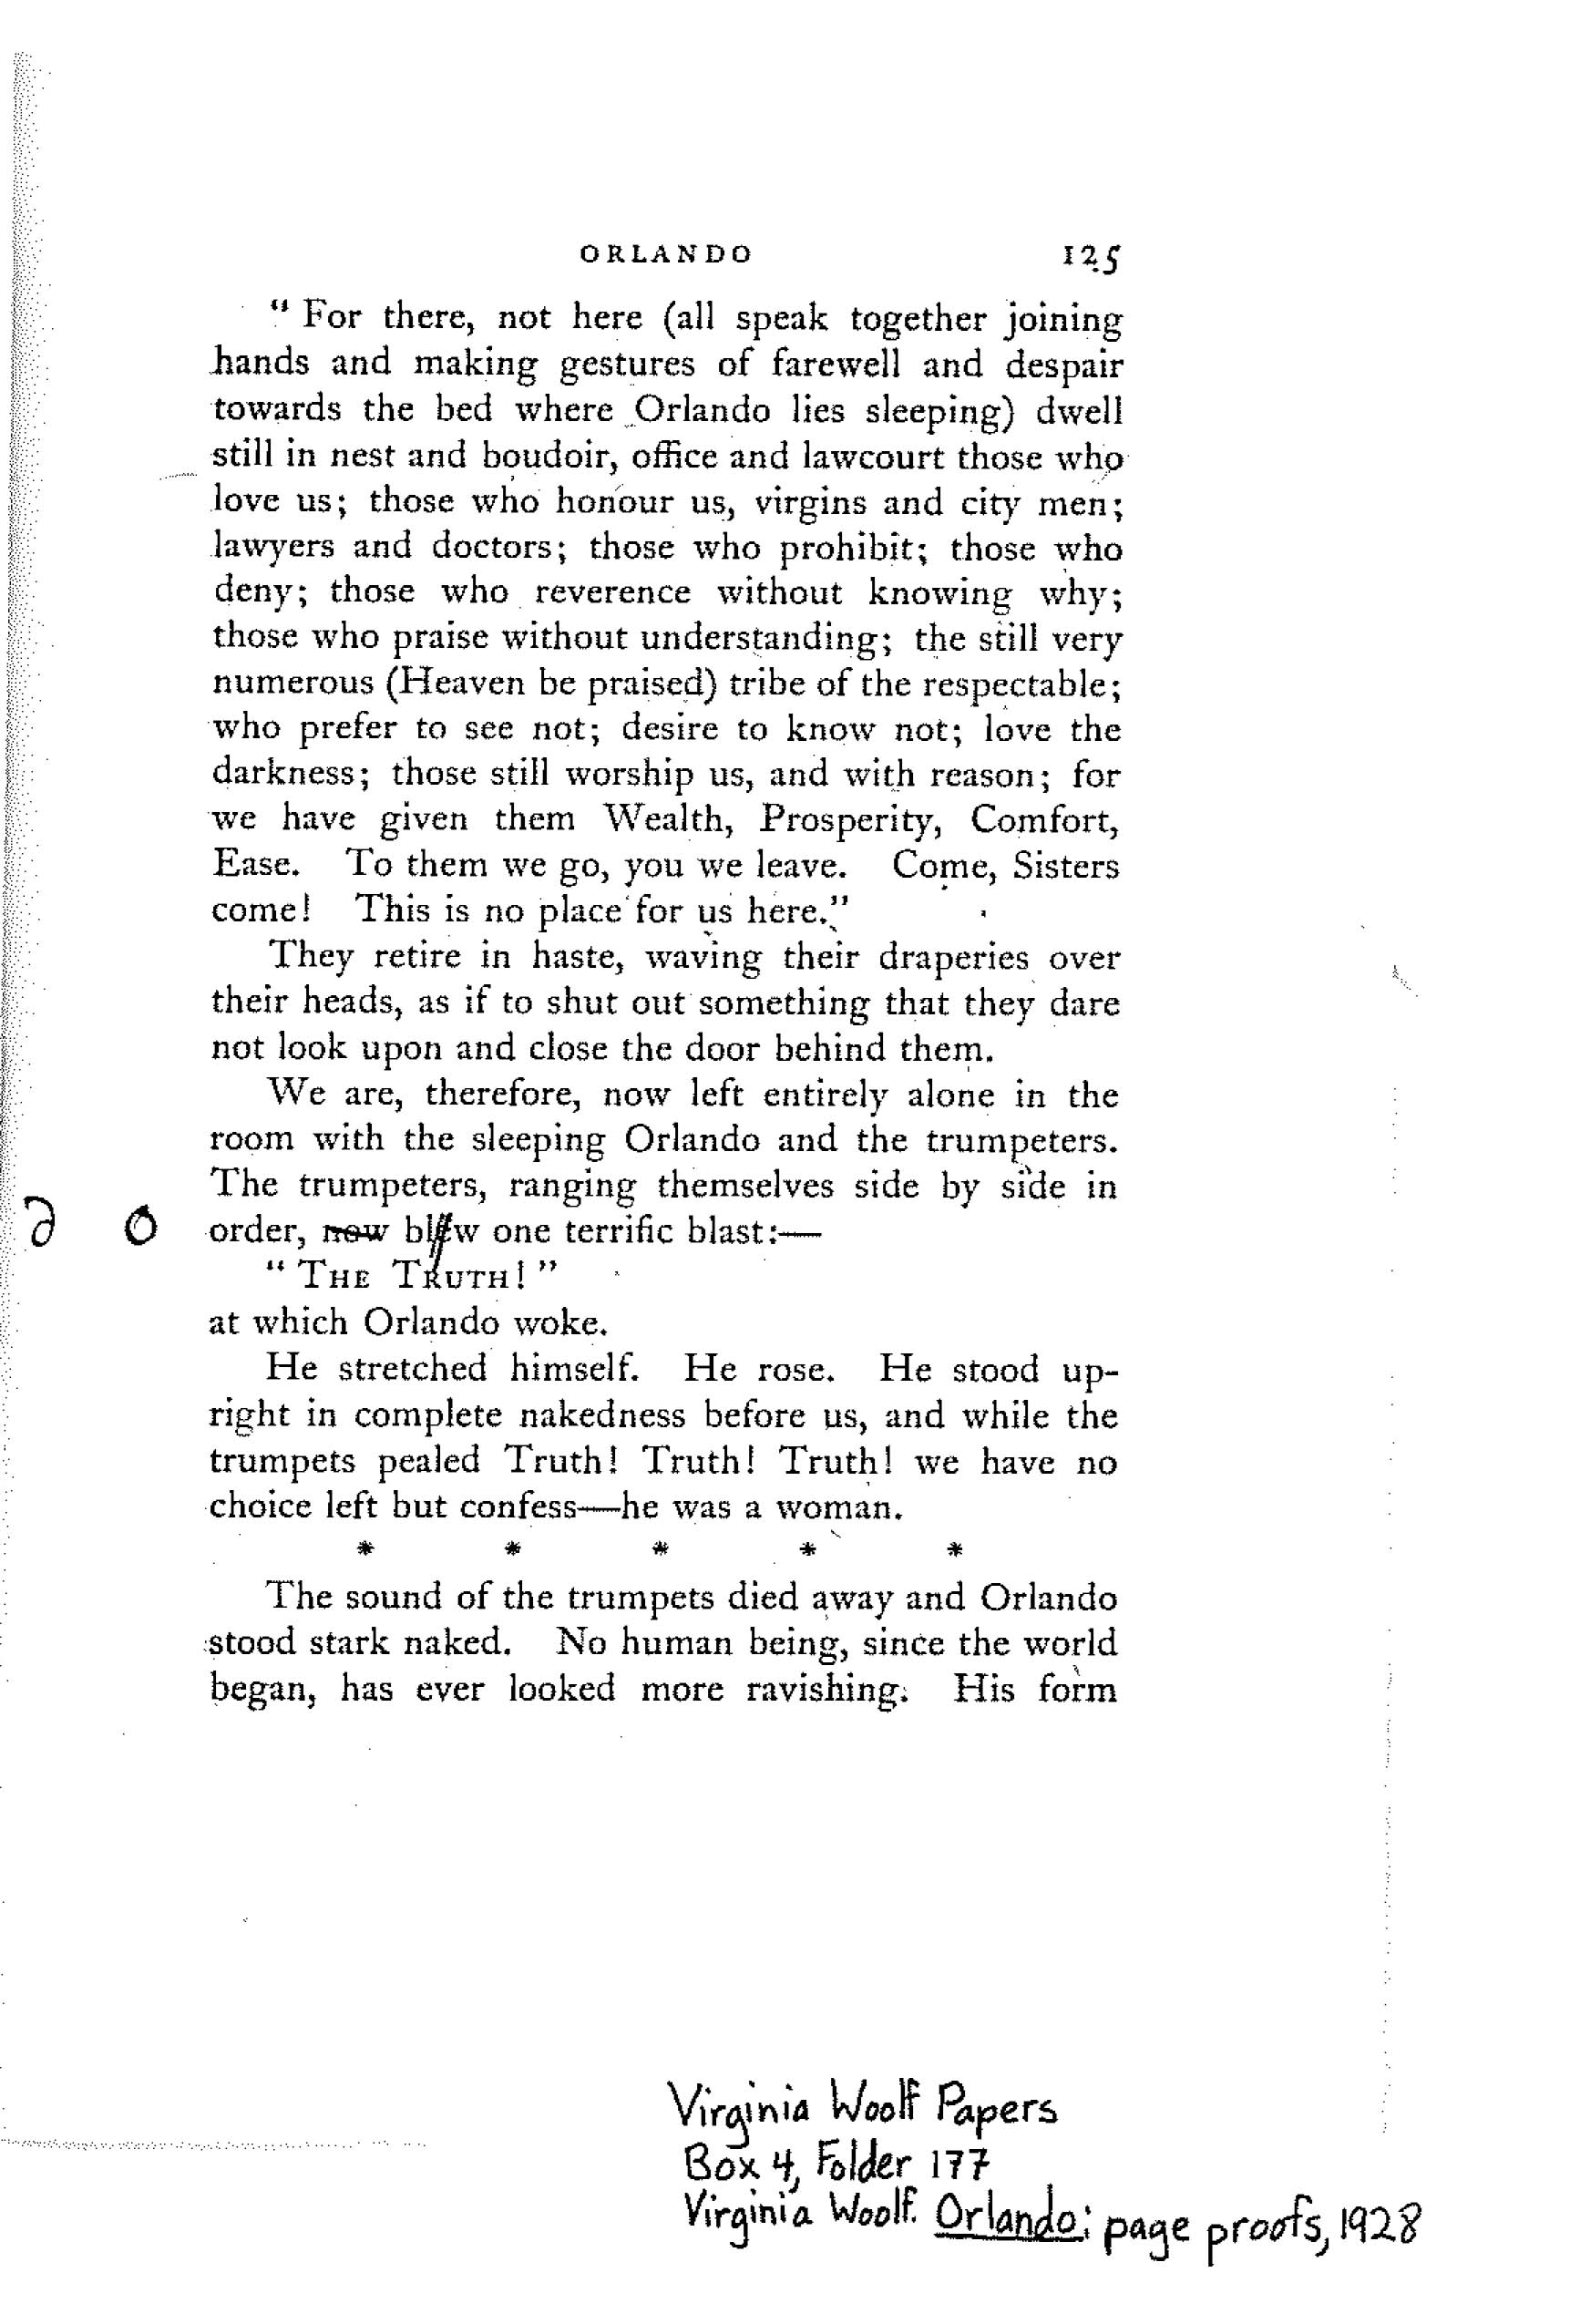 ORLANDO 125
" For there, not here (all speak together joining
hands and making gestures of farewell and despair
towards the bed where Orlando lies sleeping) dwell
still in nest and boudoir, office and lawcourt those who
love us; those who honour us, virgins and city men;
lawyers and doctors; those who prohibit; those who
deny; those who reverence without knowing why;
those who praise without understanding; the still very
numerous (Heaven be praised) tribe of the respectable;
who prefer to see not; desire to know not; love the
darkness; those still worship us, and with reason; for
we have given them Wealth, Prosperity, Comfort,
Ease. To them we go, you we leave. Come, Sisters
come! This is no place for us here."
They retire in haste, waving their draperies over
their heads, as if to shut out something that they dare
not look upon and close the door behind them.
We are, therefore, now left entirely alone in the
room with the sleeping Orlando and the trumpeters.
The trumpeters, ranging themselves side by side in
o order, now blew one terrific blast:—
" THE TRUTH! "
at which Orlando woke.
He stretched himself. He rose. He stood up-
right in complete nakedness before us, and while the
trumpets pealed Truth! Truth! Truth! we have no
choice left but confess—he was a woman.
* * * * *
The sound of the trumpets died away and Orlando
stood stark naked. No human being, since the world
began, has ever looked more ravishing. His form
Virginia Woolf Papers
Box 4, Folder 177
Virginia Woolf. Orlando: page proofs, 1928